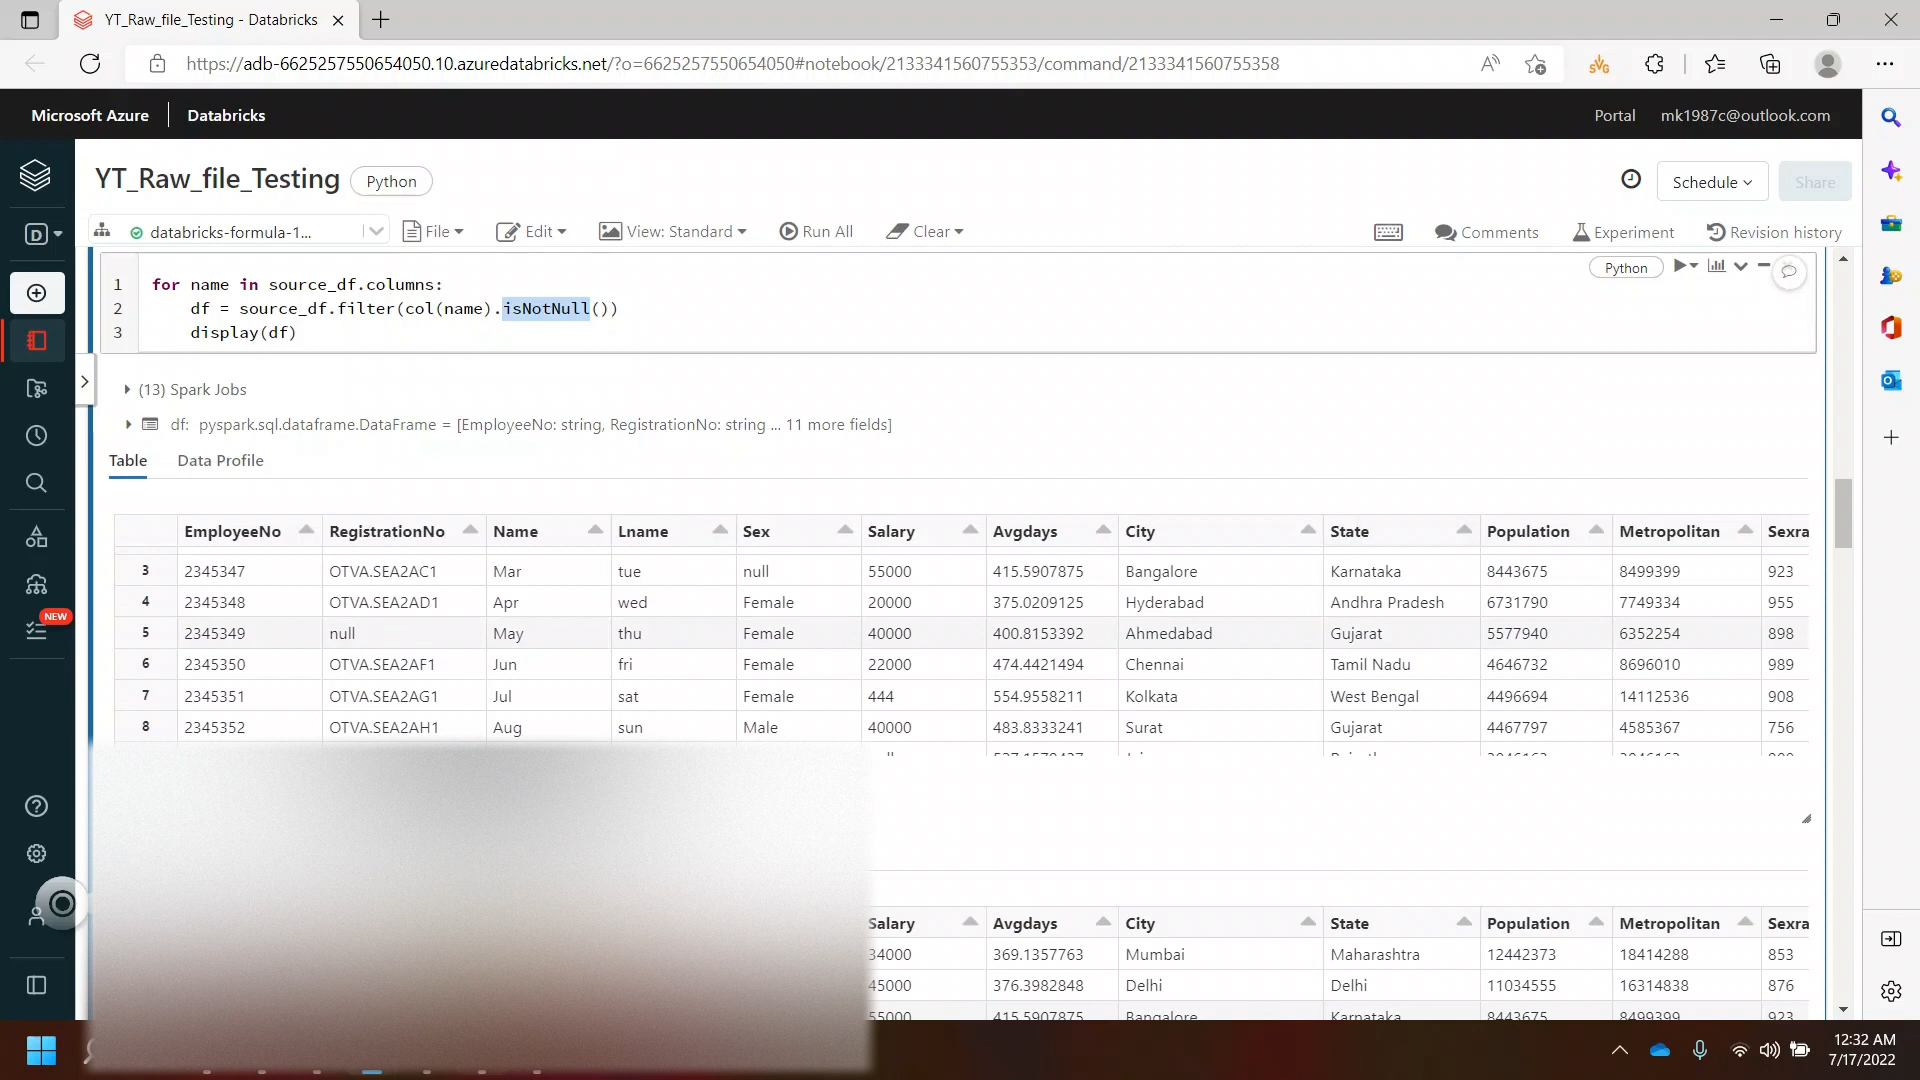 YT_Raw_file_Testing - Databricks
https://adb-6625257550654050.10.azuredatabricks.net/?o=6625257550654050#notebook/2133341560755353/command/2133341560755358
Microsoft Azure Databricks Portal mk1987c@outlook.com
YT_Raw_file_Testing Python Schedule Share
D databricks-formula-1... File Edit View: Standard Run All Clear Comments Experiment Revision history
Python
1 for name in source_df.columns:
2 df = source_df.filter(col(name).isNotNull())
3 display(df)
(13) Spark Jobs
df: pyspark.sql.dataframe.DataFrame = [EmployeeNo: string, RegistrationNo: string ... 11 more fields]
Table Data Profile
EmployeeNo RegistrationNo Name Lname Sex Salary Avgdays City State Population Metropolitan Sexra
3 2345347 OTVA.SEA2AC1 Mar tue null 55000 415.5907875 Bangalore Karnataka 8443675 8499399 923
4 2345348 OTVA.SEA2AD1 Apr wed Female 20000 375.0209125 Hyderabad Andhra Pradesh 6731790 7749334 955
5 2345349 null May thu Female 40000 400.8153392 Ahmedabad Gujarat 5577940 6352254 898
6 2345350 OTVA.SEA2AF1 Jun fri Female 22000 474.4421494 Chennai Tamil Nadu 4646732 8696010 989
NEW
7 2345351 OTVA.SEA2AG1 Jul sat Female 444 554.9558211 Kolkata West Bengal 4496694 14112536 908
8 2345352 OTVA.SEA2AH1 Aug sun Male 40000 483.8333241 Surat Gujarat 4467797 4585367 756
Salary Avgdays City State Population Metropolitan Sexra
34000 369.1357763 Mumbai Maharashtra 12442373 18414288 853
45000 376.3982848 Delhi Delhi 11034555 16314838 876
55000 415.5907875 Bangalore Karnataka 8443675 8499399 923
12:32 AM
7/17/2022